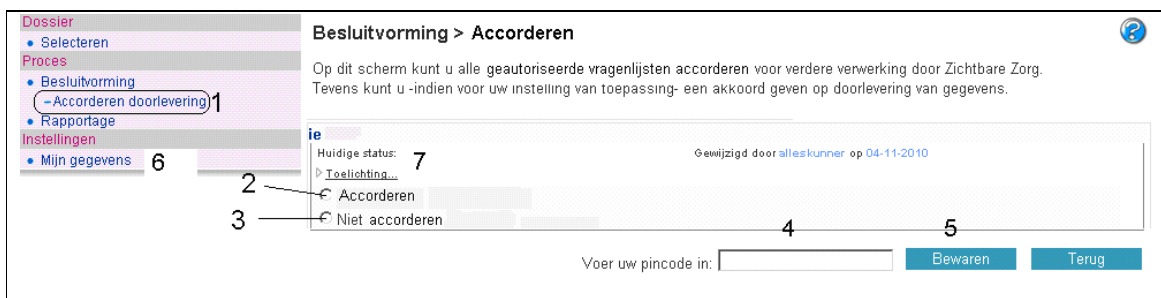 Dossier
• Selecteren
Proces
• Besluitvorming
– Accorderen doorlevering 1
• Rapportage
Instellingen
• Mijn gegevens 6
Besluitvorming > Accorderen
Op dit scherm kunt u alle geautoriseerde vragenlijsten accorderen voor verdere verwerking door Zichtbare Zorg.
Tevens kunt u -indien voor uw instelling van toepassing- een akkoord geven op doorlevering van gegevens.
ie
Huidige status: 7 Gewijzigd door alleskunner op 04-11-2010
Toelichting...
2 Accorderen
3 Niet accorderen
4 5
Voer uw pincode in: Bewaren Terug